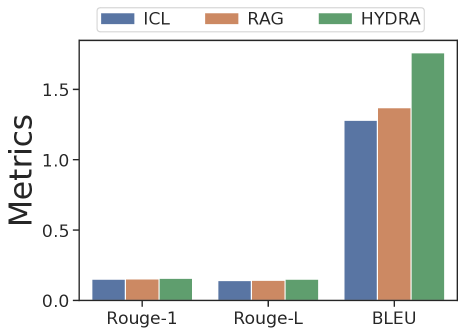 ICL RAG HYDRA
Metrics
1.5
1.0
0.5
0.0
Rouge-1 Rouge-L BLEU